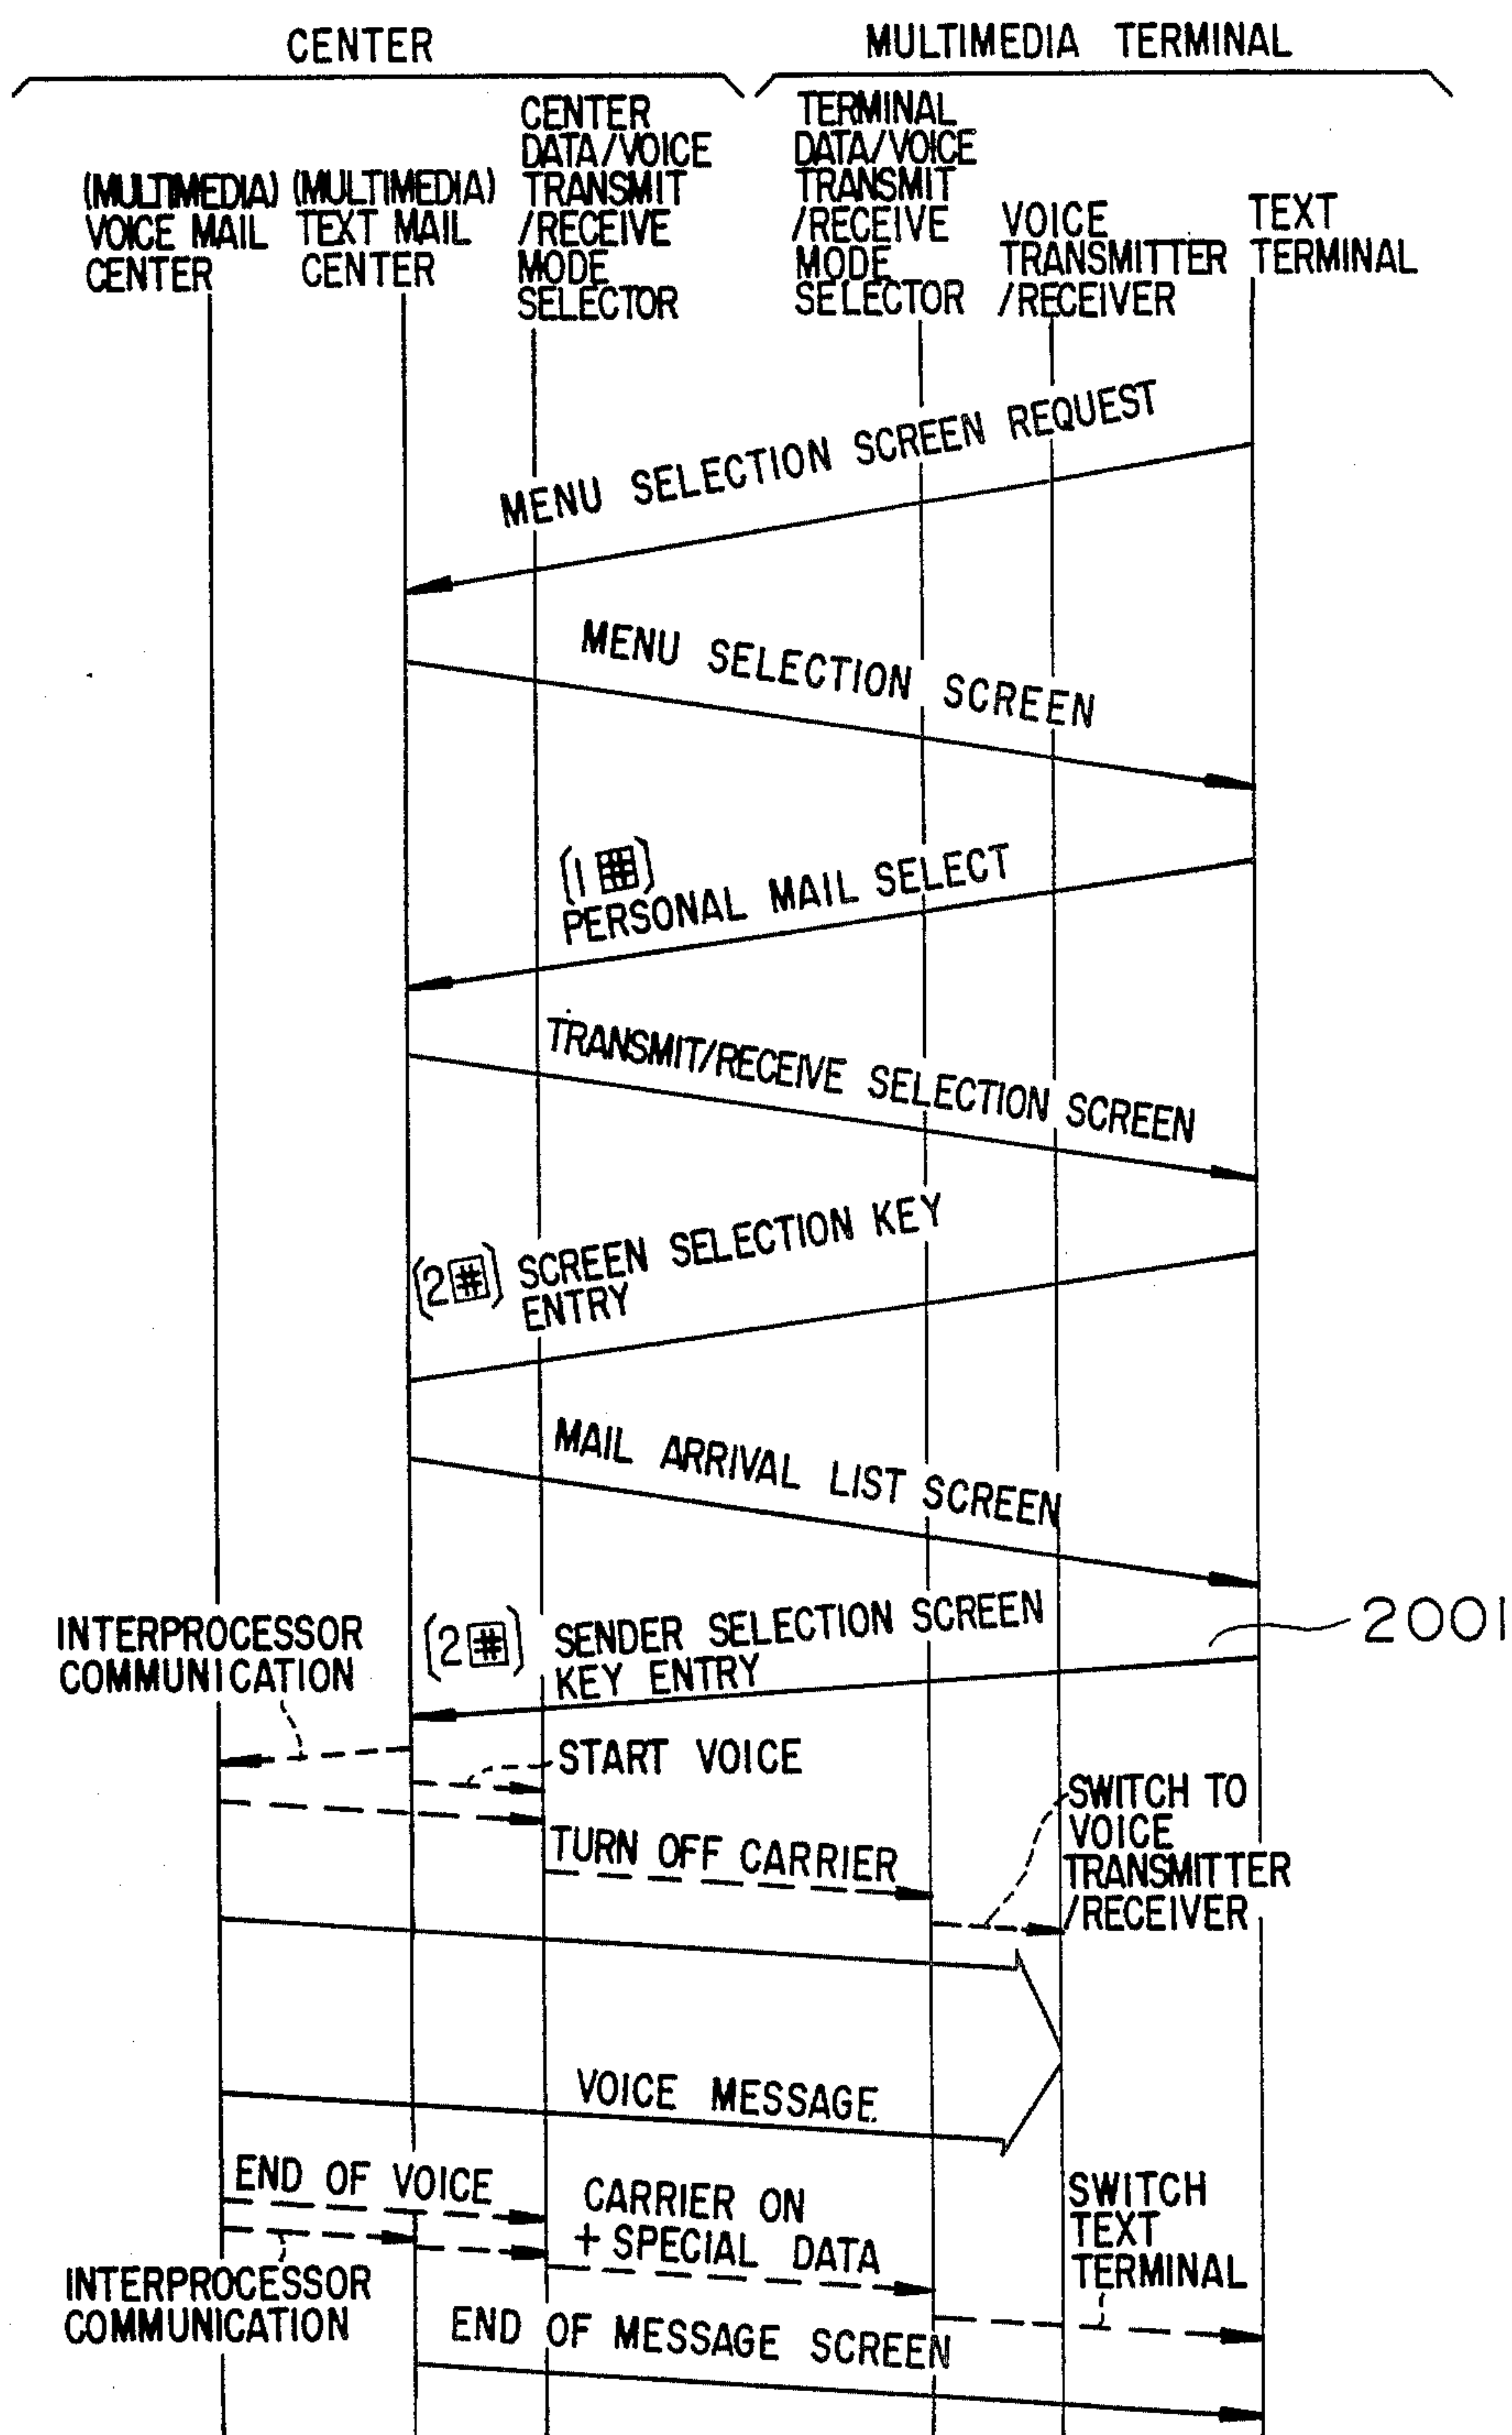 CENTER
MULTIMEDIA TERMINAL
(MULTIMEDIA)
VOICE MAIL
CENTER
(MULTIMEDIA)
TEXT MAIL
CENTER
CENTER
DATA/VOICE
TRANSMIT
/RECEIVE
MODE
SELECTOR
TERMINAL
DATA/VOICE
TRANSMIT
/RECEIVE
MODE
SELECTOR
VOICE
TRANSMITTER
/RECEIVER
TEXT
TERMINAL
MENU SELECTION SCREEN REQUEST
MENU SELECTION SCREEN
(1 #)
PERSONAL MAIL SELECT
TRANSMIT/RECEIVE SELECTION SCREEN
(2#) SCREEN SELECTION KEY
ENTRY
MAIL ARRIVAL LIST SCREEN
INTERPROCESSOR
COMMUNICATION
(2#) SENDER SELECTION SCREEN
KEY ENTRY
2001
START VOICE
SWITCH TO
VOICE
TRANSMITTER
/RECEIVER
TURN OFF CARRIER
VOICE MESSAGE
END OF VOICE
CARRIER ON
+ SPECIAL DATA
SWITCH
TEXT
TERMINAL
INTERPROCESSOR
COMMUNICATION
END OF MESSAGE SCREEN